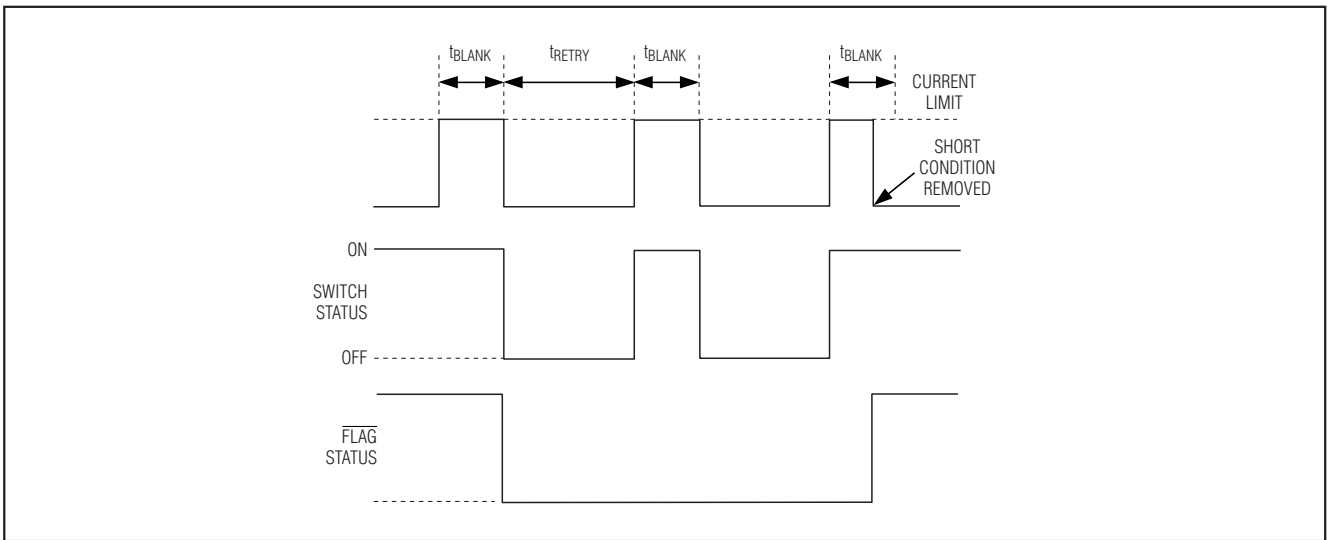 tBLANK tRETRY tBLANK tBLANK
CURRENT
LIMIT
SHORT
CONDITION
REMOVED
ON
SWITCH
STATUS
OFF
FLAG
STATUS